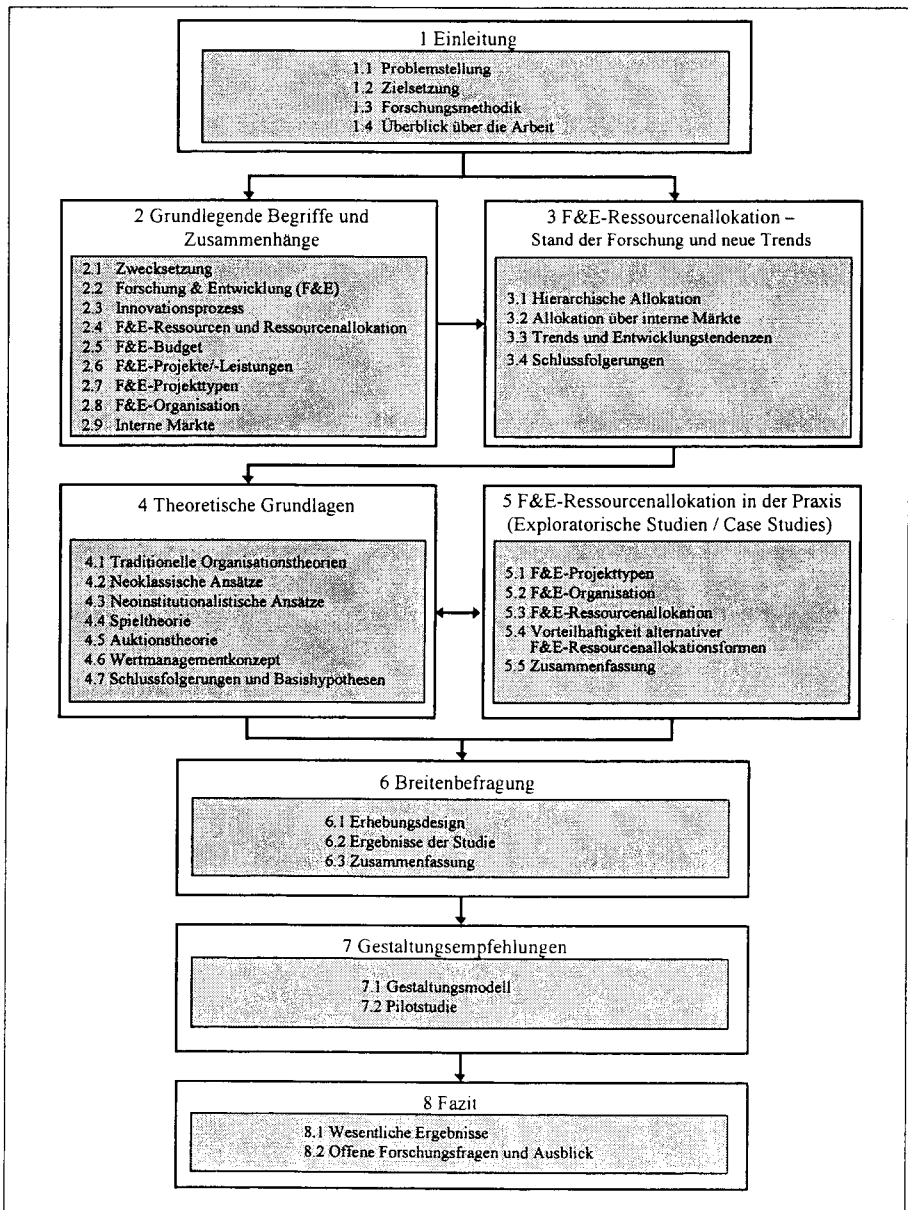 1 Einleitung
1.1 Problemstellung
1.2 Zielsetzung
1.3 Forschungsmethodik
1.4 Überblick über die Arbeit
2 Grundlegende Begriffe und
Zusammenhänge
2.1 Zwecksetzung
2.2 Forschung & Entwicklung (F&E)
2.3 Innovationsprozess
2.4 F&E-Ressourcen und Ressourcenallokation
2.5 F&E-Budget
2.6 F&E-Projekte/-Leistungen
2.7 F&E-Projekttypen
2.8 F&E-Organisation
2.9 Interne Märkte
3 F&E-Ressourcenallokation –
Stand der Forschung und neue Trends
3.1 Hierarchische Allokation
3.2 Allokation über interne Märkte
3.3 Trends und Entwicklungstendenzen
3.4 Schlussfolgerungen
4 Theoretische Grundlagen
4.1 Traditionelle Organisationstheorien
4.2 Neoklassische Ansätze
4.3 Neoinstitutionalistische Ansätze
4.4 Spieltheorie
4.5 Auktionstheorie
4.6 Wertmanagementkonzept
4.7 Schlussfolgerungen und Basishypothesen
5 F&E-Ressourcenallokation in der Praxis
(Exploratorische Studien / Case Studies)
5.1 F&E-Projekttypen
5.2 F&E-Organisation
5.3 F&E-Ressourcenallokation
5.4 Vorteilhaftigkeit alternativer
F&E-Ressourcenallokationsformen
5.5 Zusammenfassung
6 Breitenbefragung
6.1 Erhebungsdesign
6.2 Ergebnisse der Studie
6.3 Zusammenfassung
7 Gestaltungsempfehlungen
7.1 Gestaltungsmodell
7.2 Pilotstudie
8 Fazit
8.1 Wesentliche Ergebnisse
8.2 Offene Forschungsfragen und Ausblick